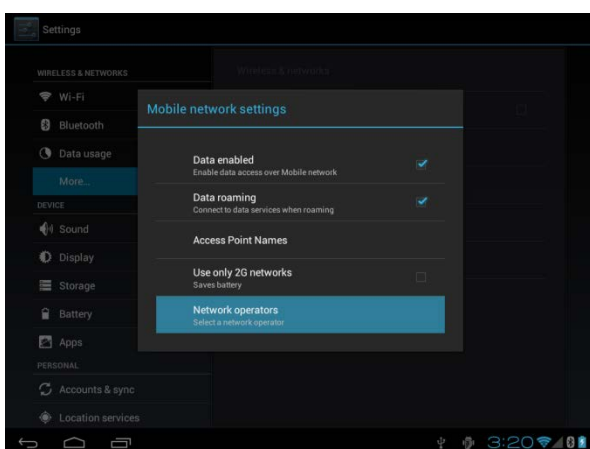 Settings
WIRELESS & NETWORKS
Wi-Fi
Bluetooth
Data usage
More...
DEVICE
Sound
Display
Storage
Battery
Apps
PERSONAL
Accounts & sync
Location services
Wireless & networks
Mobile network settings
Data enabled
Enable data access over Mobile network
Data roaming
Connect to data services when roaming
Access Point Names
Use only 2G networks
Saves battery
Network operators
Select a network operator
3:20